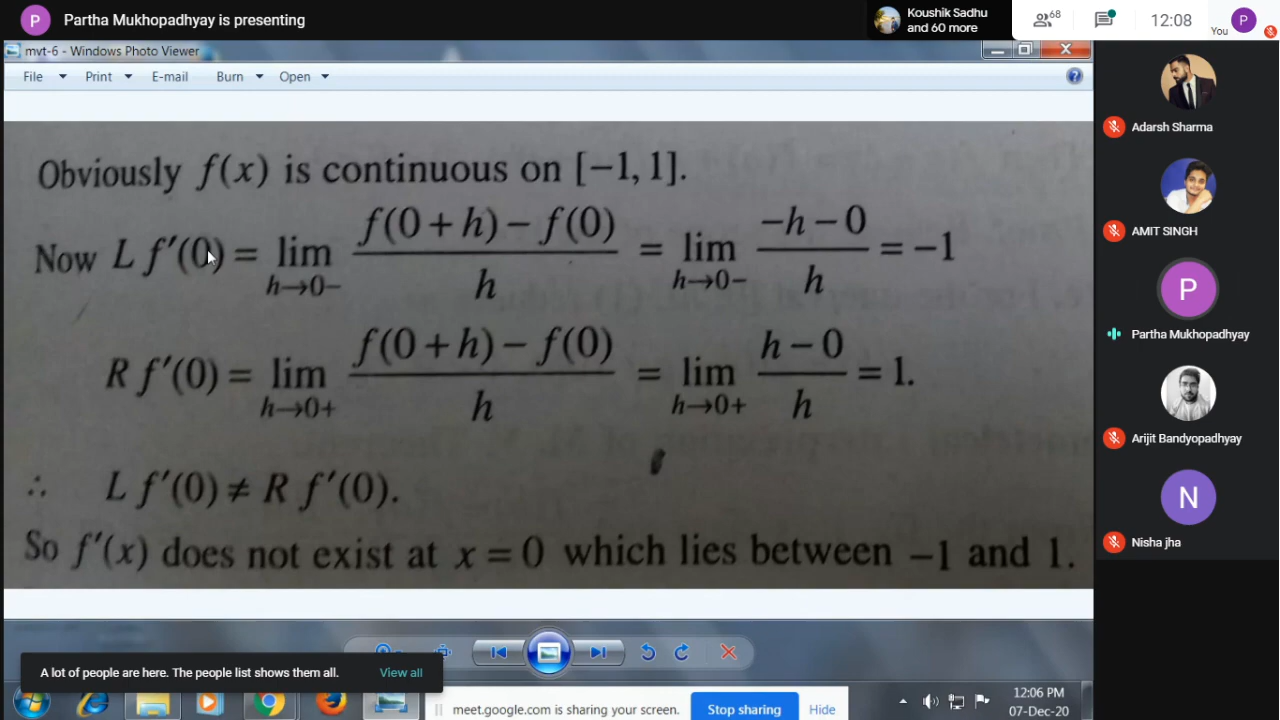 P Partha Mukhopadhyay is presenting
Koushik Sadhu
and 60 more
68
12:08
You
P
mvt-6 - Windows Photo Viewer
File Print E-mail Burn Open
Obviously f(x) is continuous on [−1, 1].
Now L f′(0) = lim h→0− f(0 + h) − f(0) / h = lim h→0− −h − 0 / h = −1
R f′(0) = lim h→0+ f(0 + h) − f(0) / h = lim h→0+ h − 0 / h = 1.
∴ L f′(0) ≠ R f′(0).
So f′(x) does not exist at x = 0 which lies between −1 and 1.
Adarsh Sharma
AMIT SINGH
P
Partha Mukhopadhyay
Arijit Bandyopadhyay
N
Nisha jha
A lot of people are here. The people list shows them all. View all
meet.google.com is sharing your screen. Stop sharing Hide
12:06 PM
07-Dec-20